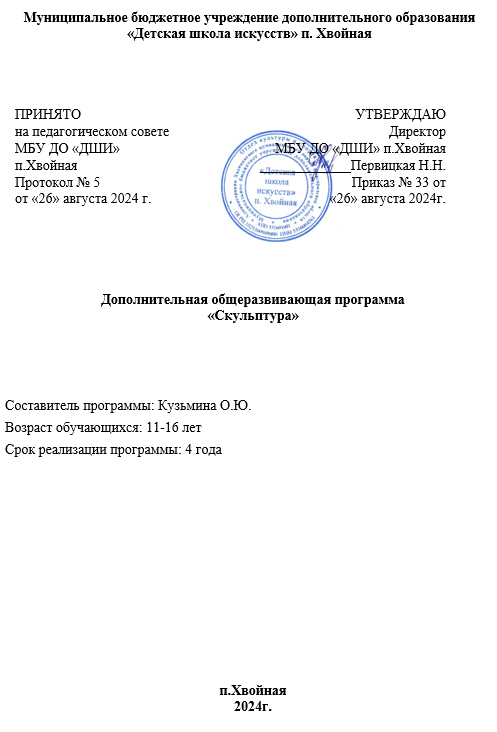 Муниципальное бюджетное учреждение дополнительного образования
«Детская школа искусств» п. Хвойная
ПРИНЯТО
на педагогическом совете
МБУ ДО «ДШИ»
п.Хвойная
Протокол № 5
от «26» августа 2024 г.
УТВЕРЖДАЮ
Директор
МБУ ДО «ДШИ» п.Хвойная
Первицкая Н.Н.
Приказ № 33 от
«26» августа 2024г.
«Детская
школа
искусств»
п. Хвойная
Дополнительная общеразвивающая программа
«Скульптура»
Составитель программы: Кузьмина О.Ю.
Возраст обучающихся: 11-16 лет
Срок реализации программы: 4 года
п.Хвойная
2024г.